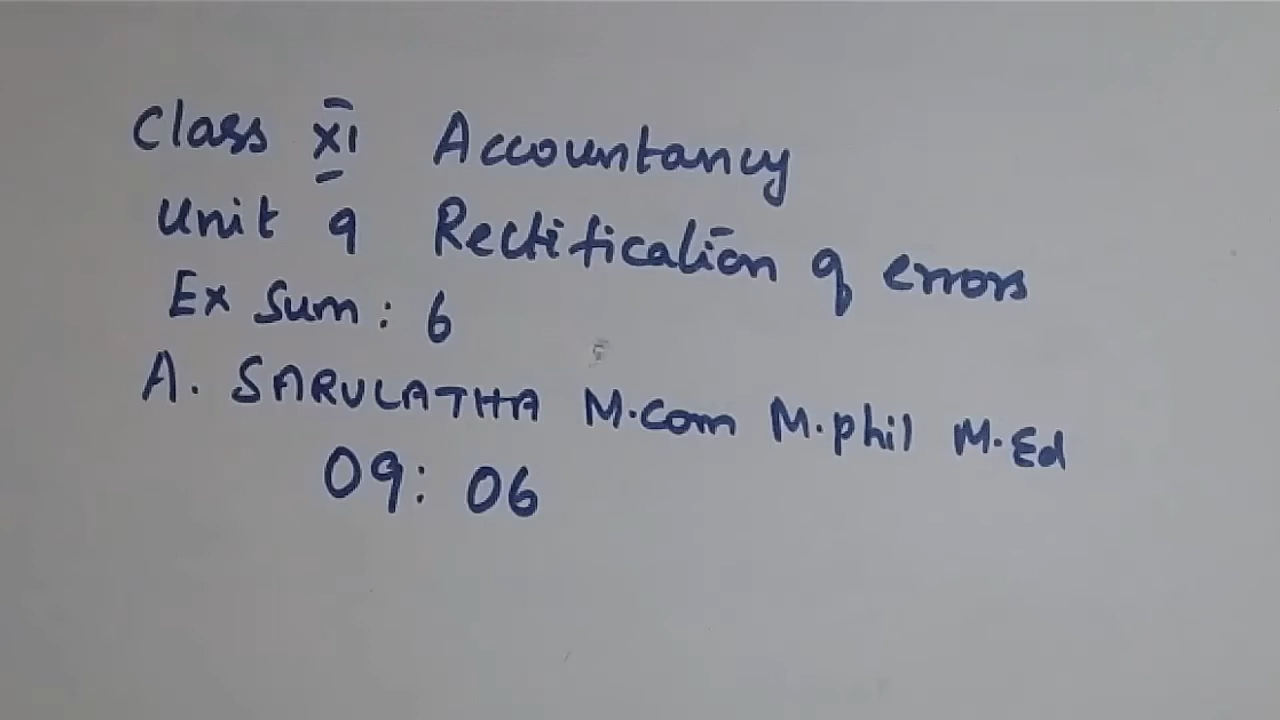 Class XI Accountancy
Unit 9 Rectification of errors
Ex Sum: 6
A. SARULATHA M.Com M.phil M.Ed
09: 06